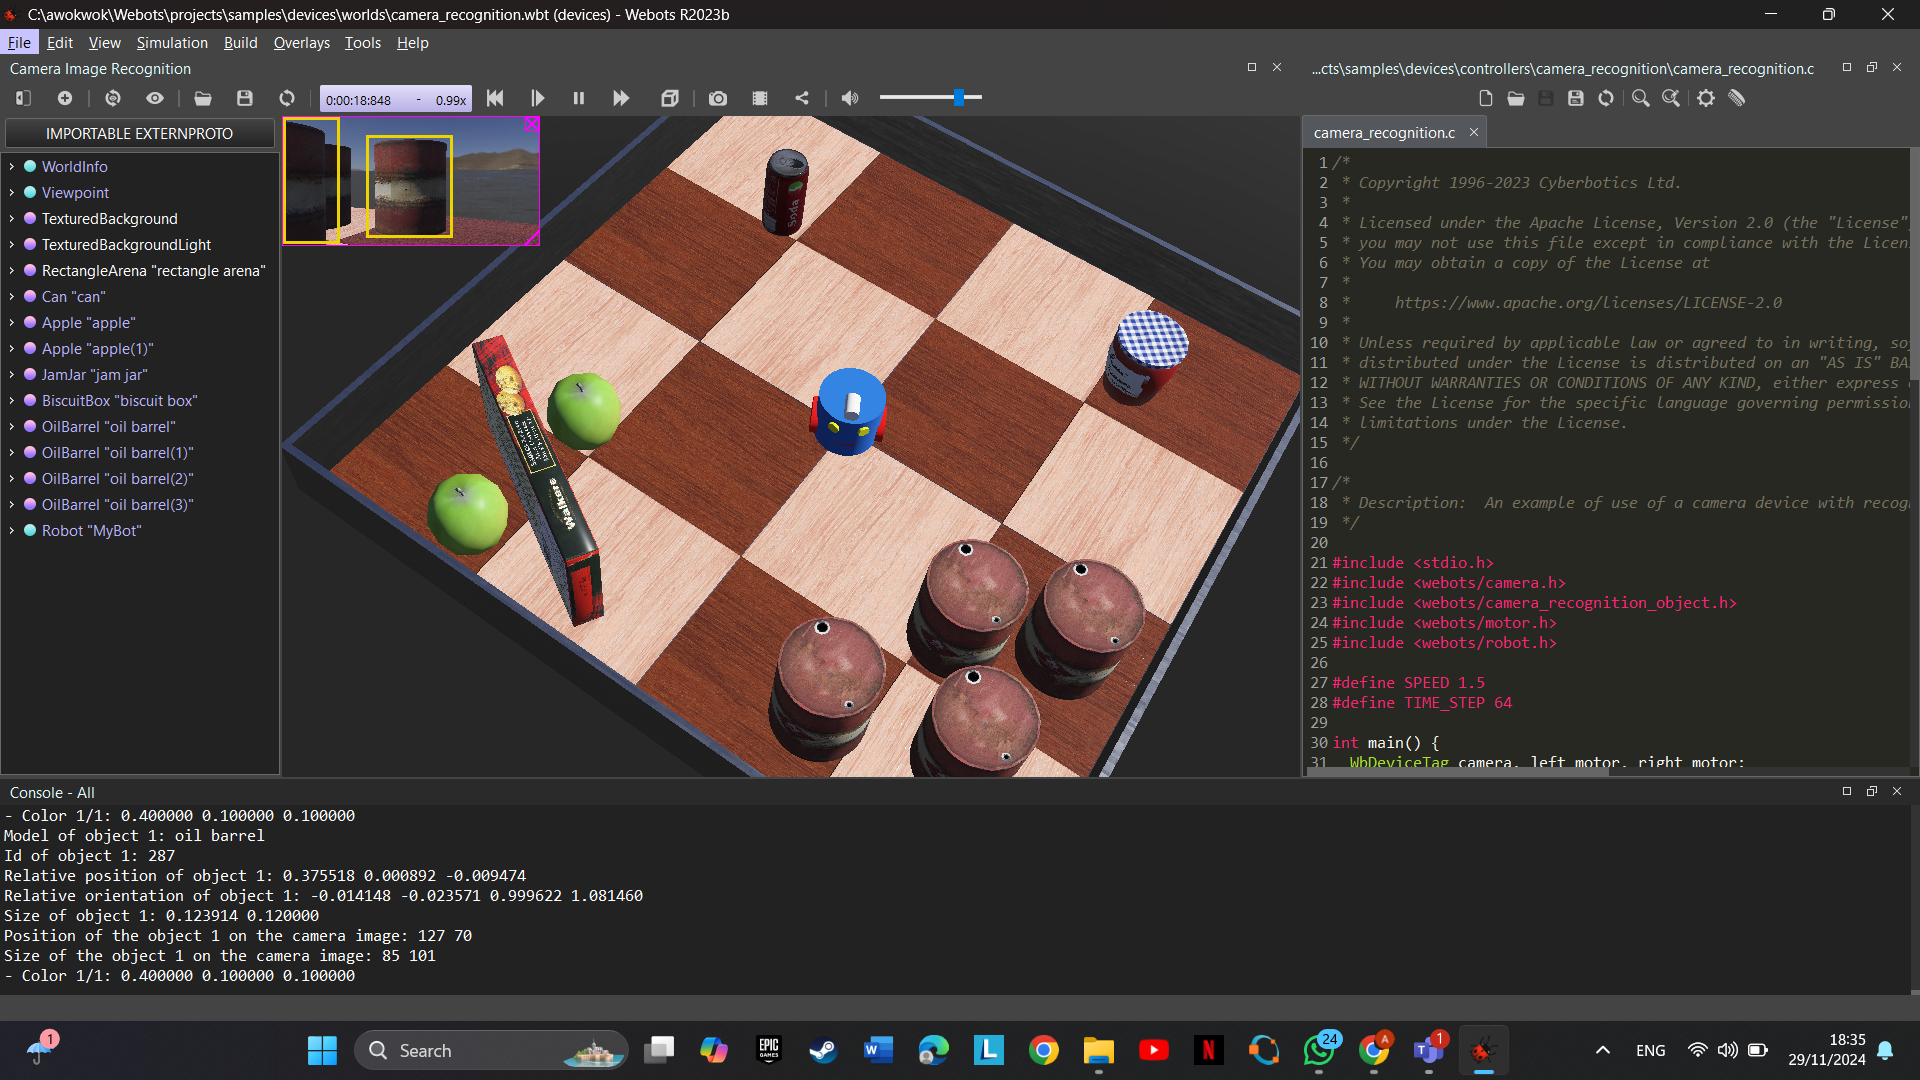 C:\awokwok\Webots\projects\samples\devices\worlds\camera_recognition.wbt (devices) - Webots R2023b
File Edit View Simulation Build Overlays Tools Help
Camera Image Recognition
0:00:18:848 - 0.99x
IMPORTABLE EXTERNPROTO
WorldInfo
Viewpoint
TexturedBackground
TexturedBackgroundLight
RectangleArena "rectangle arena"
Can "can"
Apple "apple"
Apple "apple(1)"
JamJar "jam jar"
BiscuitBox "biscuit box"
OilBarrel "oil barrel"
OilBarrel "oil barrel(1)"
OilBarrel "oil barrel(2)"
OilBarrel "oil barrel(3)"
Robot "MyBot"
Soda
Walkers
...cts\samples\devices\controllers\camera_recognition\camera_recognition.c
camera_recognition.c
1 /*
2 * Copyright 1996-2023 Cyberbotics Ltd.
3 *
4 * Licensed under the Apache License, Version 2.0 (the "License"
5 * you may not use this file except in compliance with the Licen
6 * You may obtain a copy of the License at
7 *
8 * https://www.apache.org/licenses/LICENSE-2.0
9 *
10 * Unless required by applicable law or agreed to in writing, so
11 * distributed under the License is distributed on an "AS IS" BA
12 * WITHOUT WARRANTIES OR CONDITIONS OF ANY KIND, either express
13 * See the License for the specific language governing permissio
14 * limitations under the License.
15 */
16
17 /*
18 * Description: An example of use of a camera device with recog
19 */
20
21 #include <stdio.h>
22 #include <webots/camera.h>
23 #include <webots/camera_recognition_object.h>
24 #include <webots/motor.h>
25 #include <webots/robot.h>
26
27 #define SPEED 1.5
28 #define TIME_STEP 64
29
30 int main() {
31 WbDeviceTag camera, left_motor, right_motor;
Console - All
- Color 1/1: 0.400000 0.100000 0.100000
Model of object 1: oil barrel
Id of object 1: 287
Relative position of object 1: 0.375518 0.000892 -0.009474
Relative orientation of object 1: -0.014148 -0.023571 0.999622 1.081460
Size of object 1: 0.123914 0.120000
Position of the object 1 on the camera image: 127 70
Size of the object 1 on the camera image: 85 101
- Color 1/1: 0.400000 0.100000 0.100000
1
Search
EPIC GAMES
W
L
N
24
A
1
ENG
18:35
29/11/2024